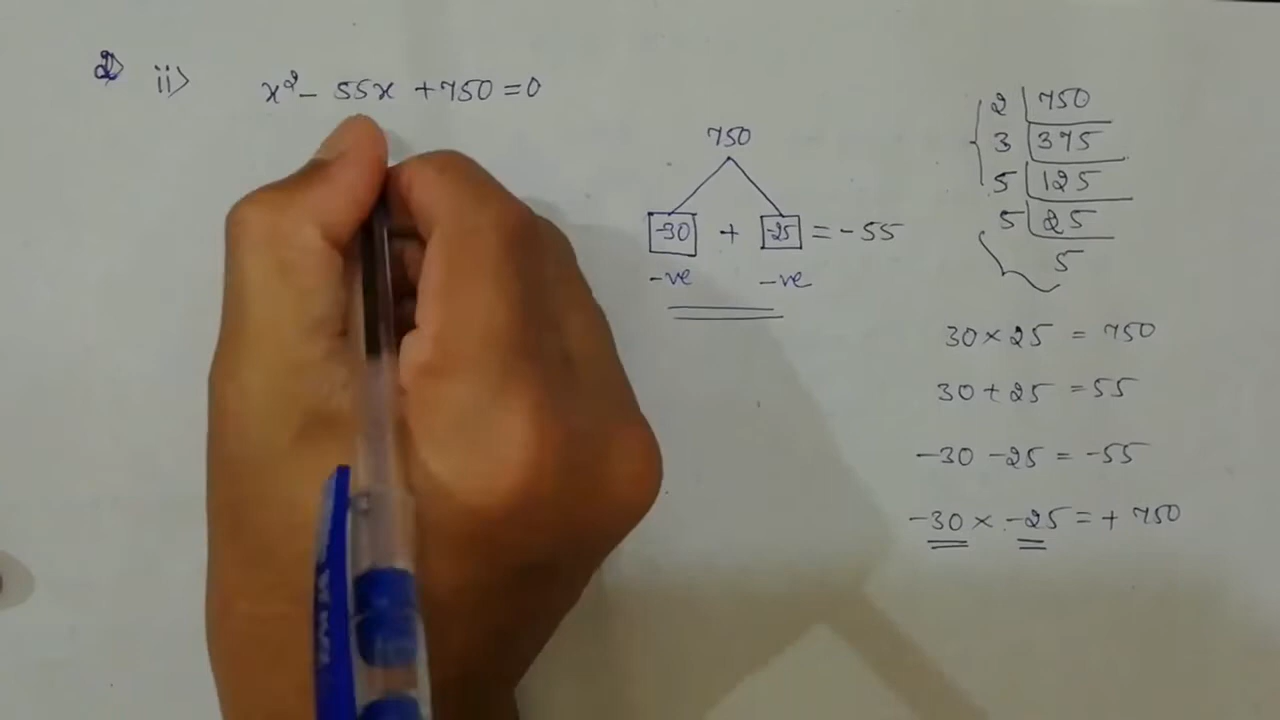 2) ii) x² - 55x + 750 = 0
750
-30 + -25 = -55
-ve -ve
2 | 750
3 | 375
5 | 125
5 | 25
5
30 × 25 = 750
30 + 25 = 55
-30 - 25 = -55
-30 × -25 = + 750